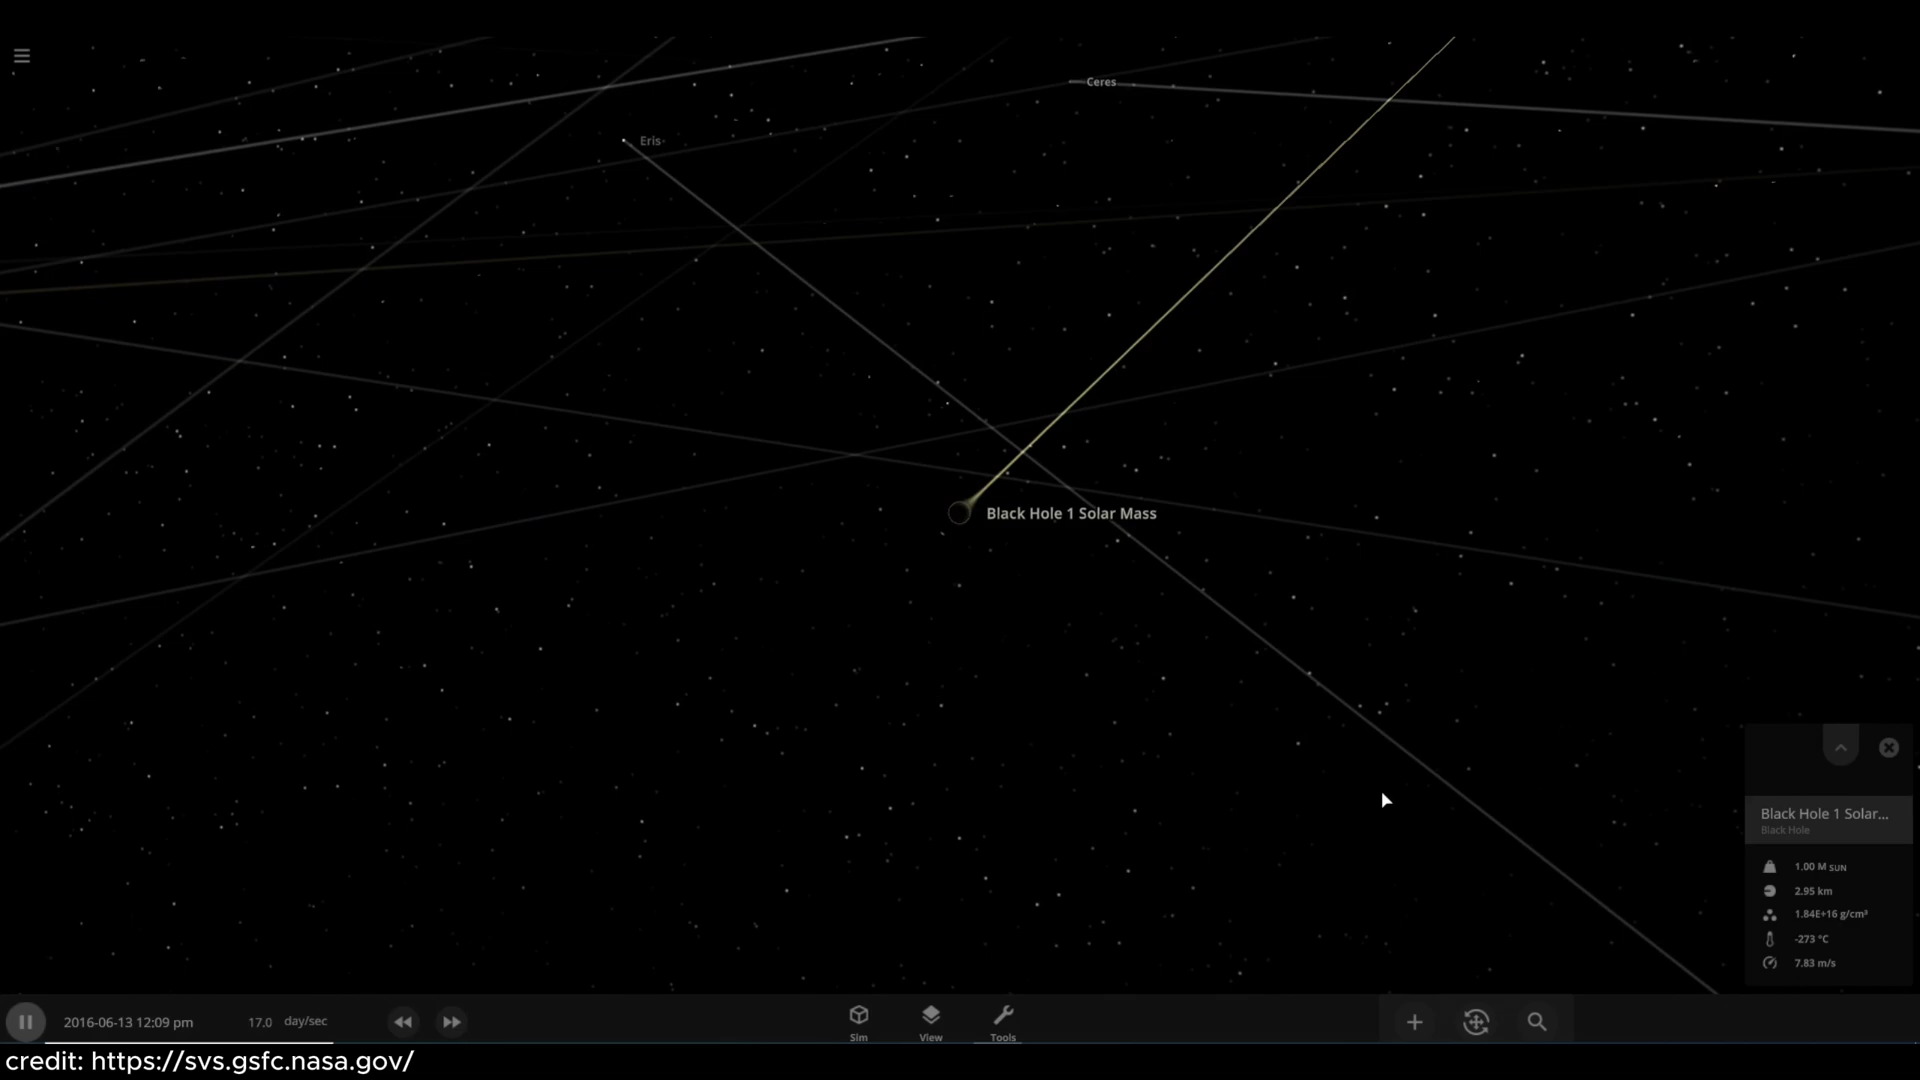 Ceres
Eris
Black Hole 1 Solar Mass
Black Hole 1 Solar...
Black Hole
1.00 M SUN
2.95 km
1.84E+16 g/cm³
-273 °C
7.83 m/s
2016-06-13 12:09 pm 17.0 day/sec
Sim View Tools
credit: https://svs.gsfc.nasa.gov/